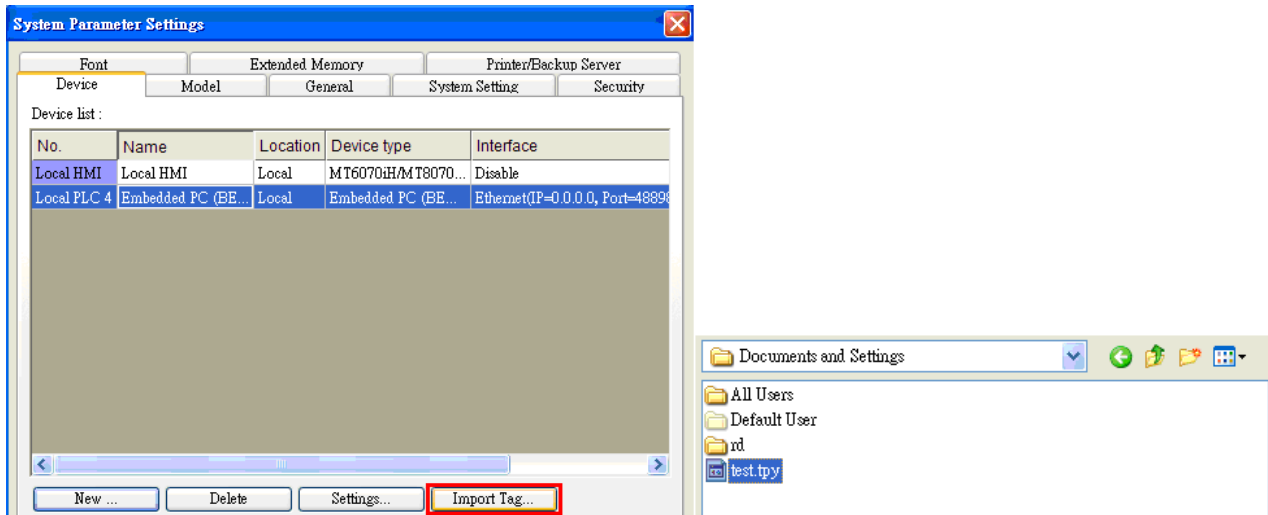 System Parameter Settings
Font Extended Memory Printer/Backup Server
Device Model General System Setting Security
Device list :
No. Name Location Device type Interface
Local HMI Local HMI Local MT6070iH/MT8070... Disable
Local PLC 4 Embedded PC (BE... Local Embedded PC (BE... Ethernet(IP=0.0.0.0, Port=48898
New ... Delete Settings... Import Tag...
Documents and Settings
All Users
Default User
rd
test.tpy